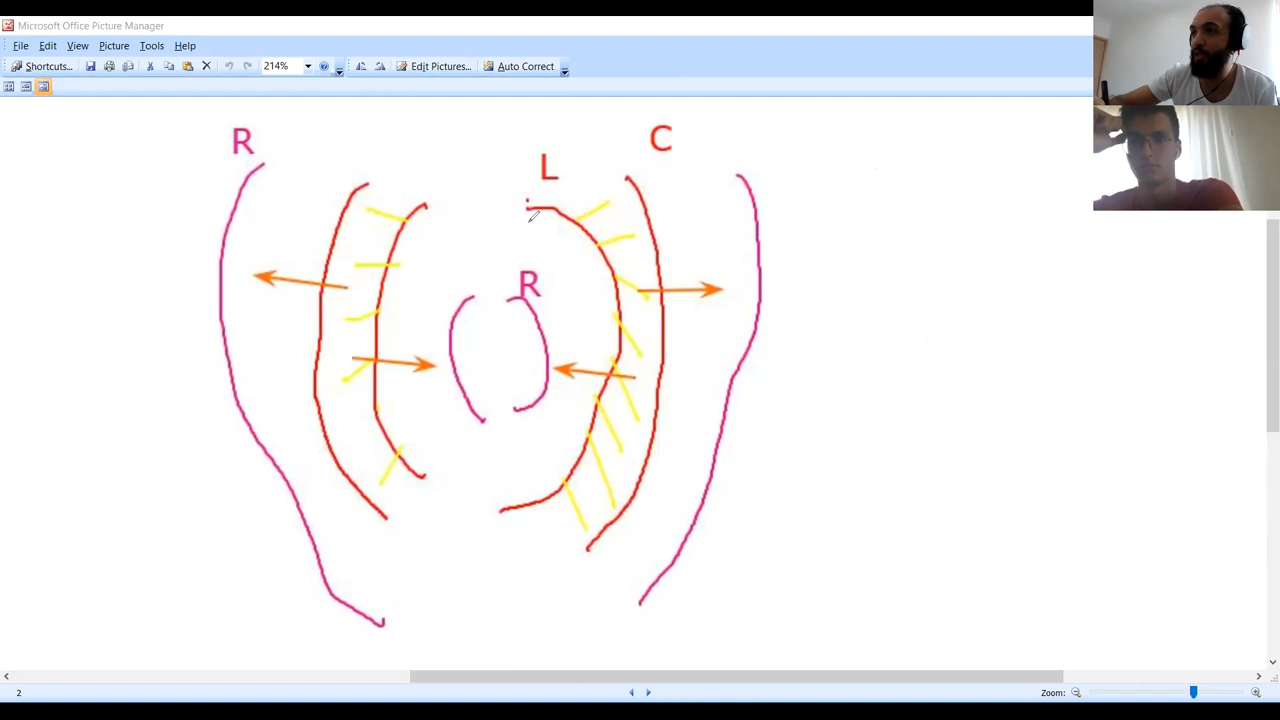 Microsoft Office Picture Manager
File Edit View Picture Tools Help
Shortcuts... 214% Edit Pictures... Auto Correct
R
C
L
R
2 Zoom: